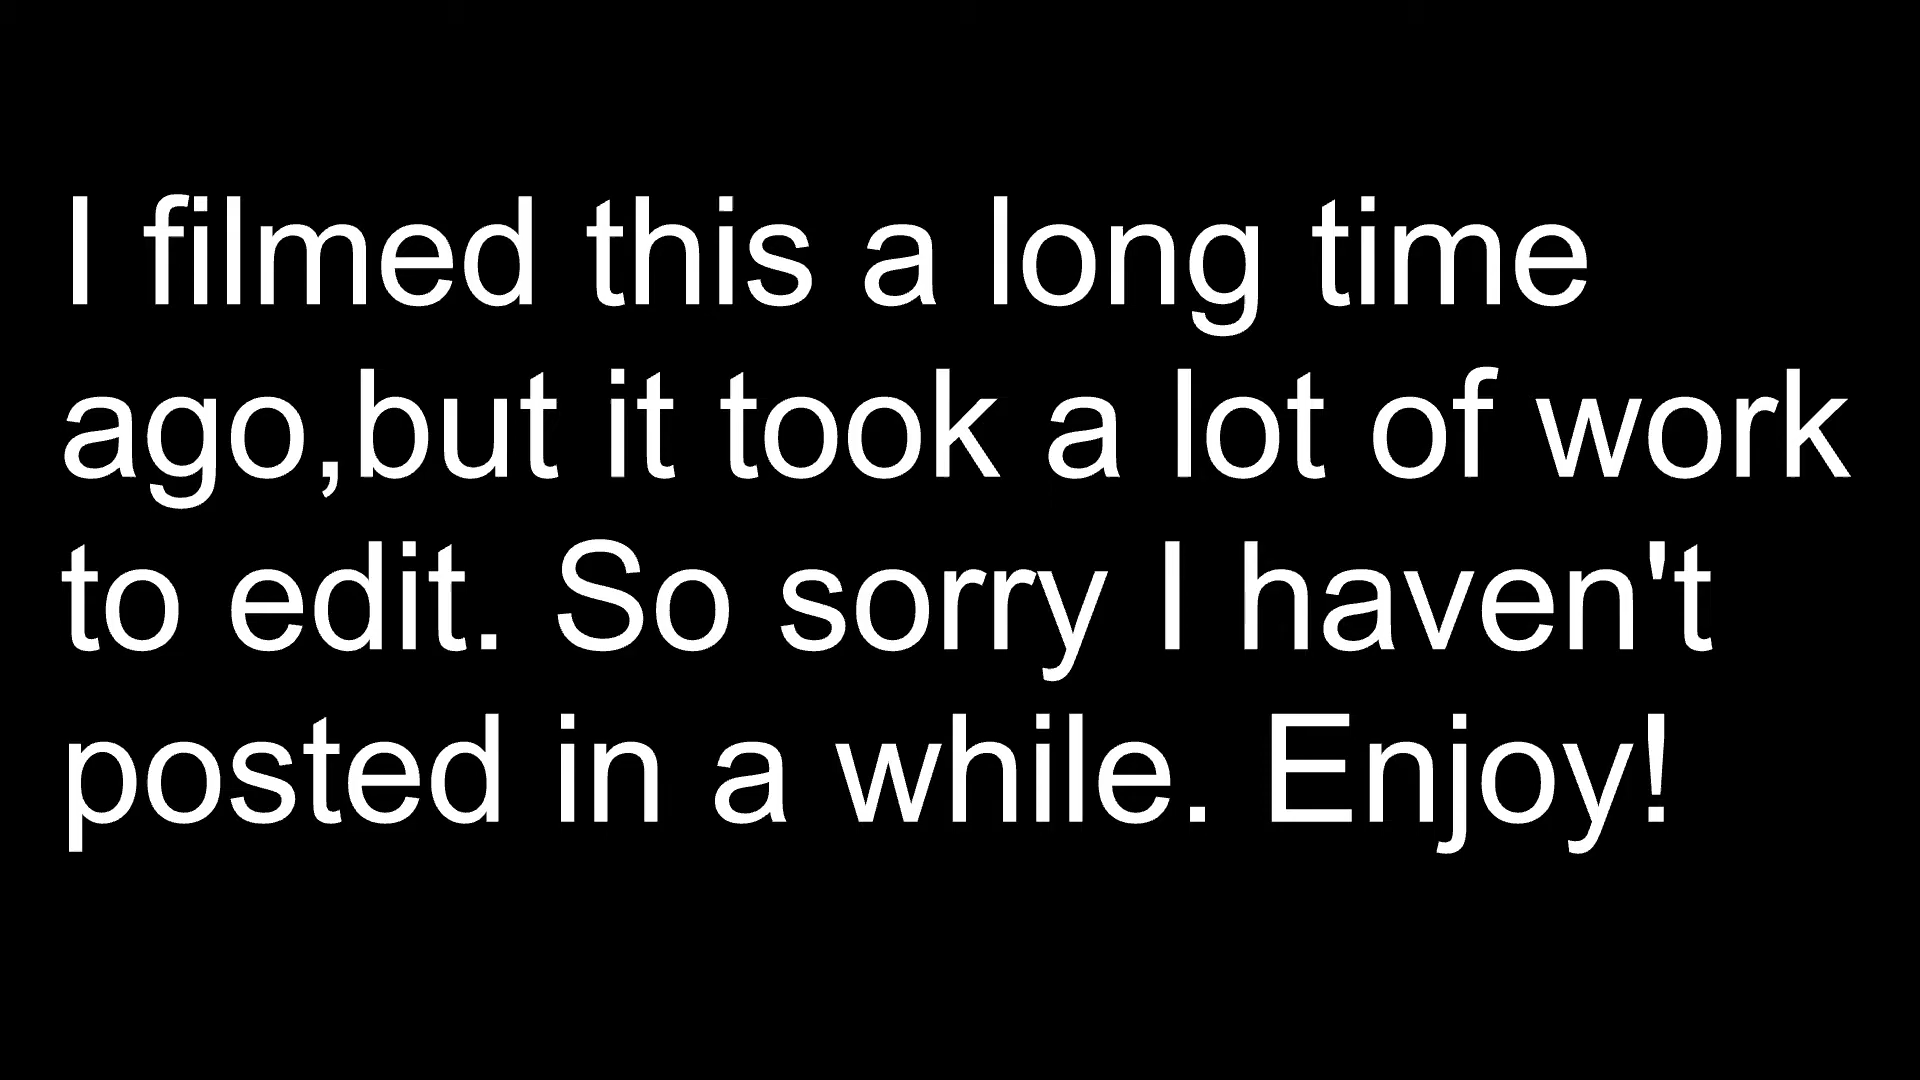 I filmed this a long time
ago,but it took a lot of work
to edit. So sorry I haven't
posted in a while. Enjoy!